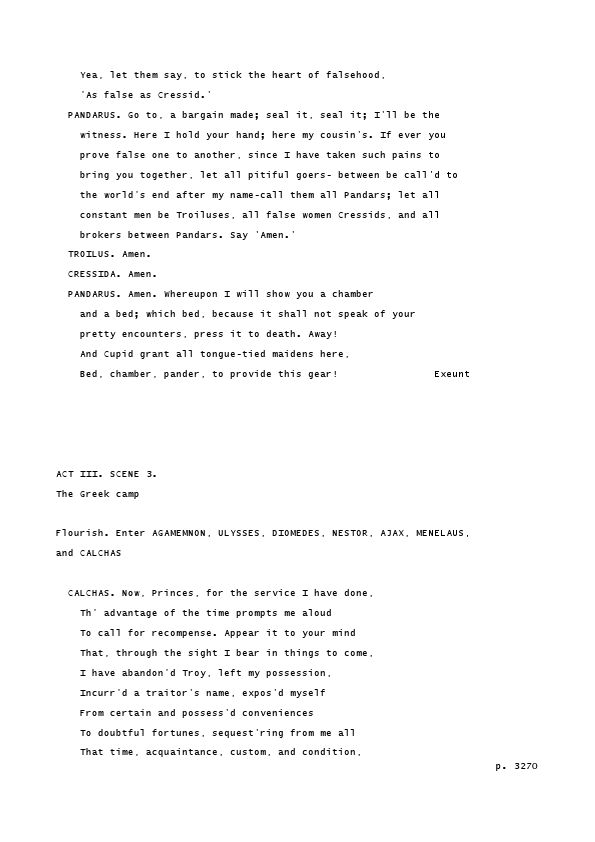 Yea, let them say, to stick the heart of falsehood,
'As false as Cressid.'
PANDARUS. Go to, a bargain made; seal it, seal it; I'll be the
witness. Here I hold your hand; here my cousin's. If ever you
prove false one to another, since I have taken such pains to
bring you together, let all pitiful goers- between be call'd to
the world's end after my name-call them all Pandars; let all
constant men be Troiluses, all false women Cressids, and all
brokers between Pandars. Say 'Amen.'
TROILUS. Amen.
CRESSIDA. Amen.
PANDARUS. Amen. Whereupon I will show you a chamber
and a bed; which bed, because it shall not speak of your
pretty encounters, press it to death. Away!
And Cupid grant all tongue-tied maidens here,
Bed, chamber, pander, to provide this gear! Exeunt
ACT III. SCENE 3.
The Greek camp
Flourish. Enter AGAMEMNON, ULYSSES, DIOMEDES, NESTOR, AJAX, MENELAUS,
and CALCHAS
CALCHAS. Now, Princes, for the service I have done,
Th' advantage of the time prompts me aloud
To call for recompense. Appear it to your mind
That, through the sight I bear in things to come,
I have abandon'd Troy, left my possession,
Incurr'd a traitor's name, expos'd myself
From certain and possess'd conveniences
To doubtful fortunes, sequest'ring from me all
That time, acquaintance, custom, and condition,
p. 3270